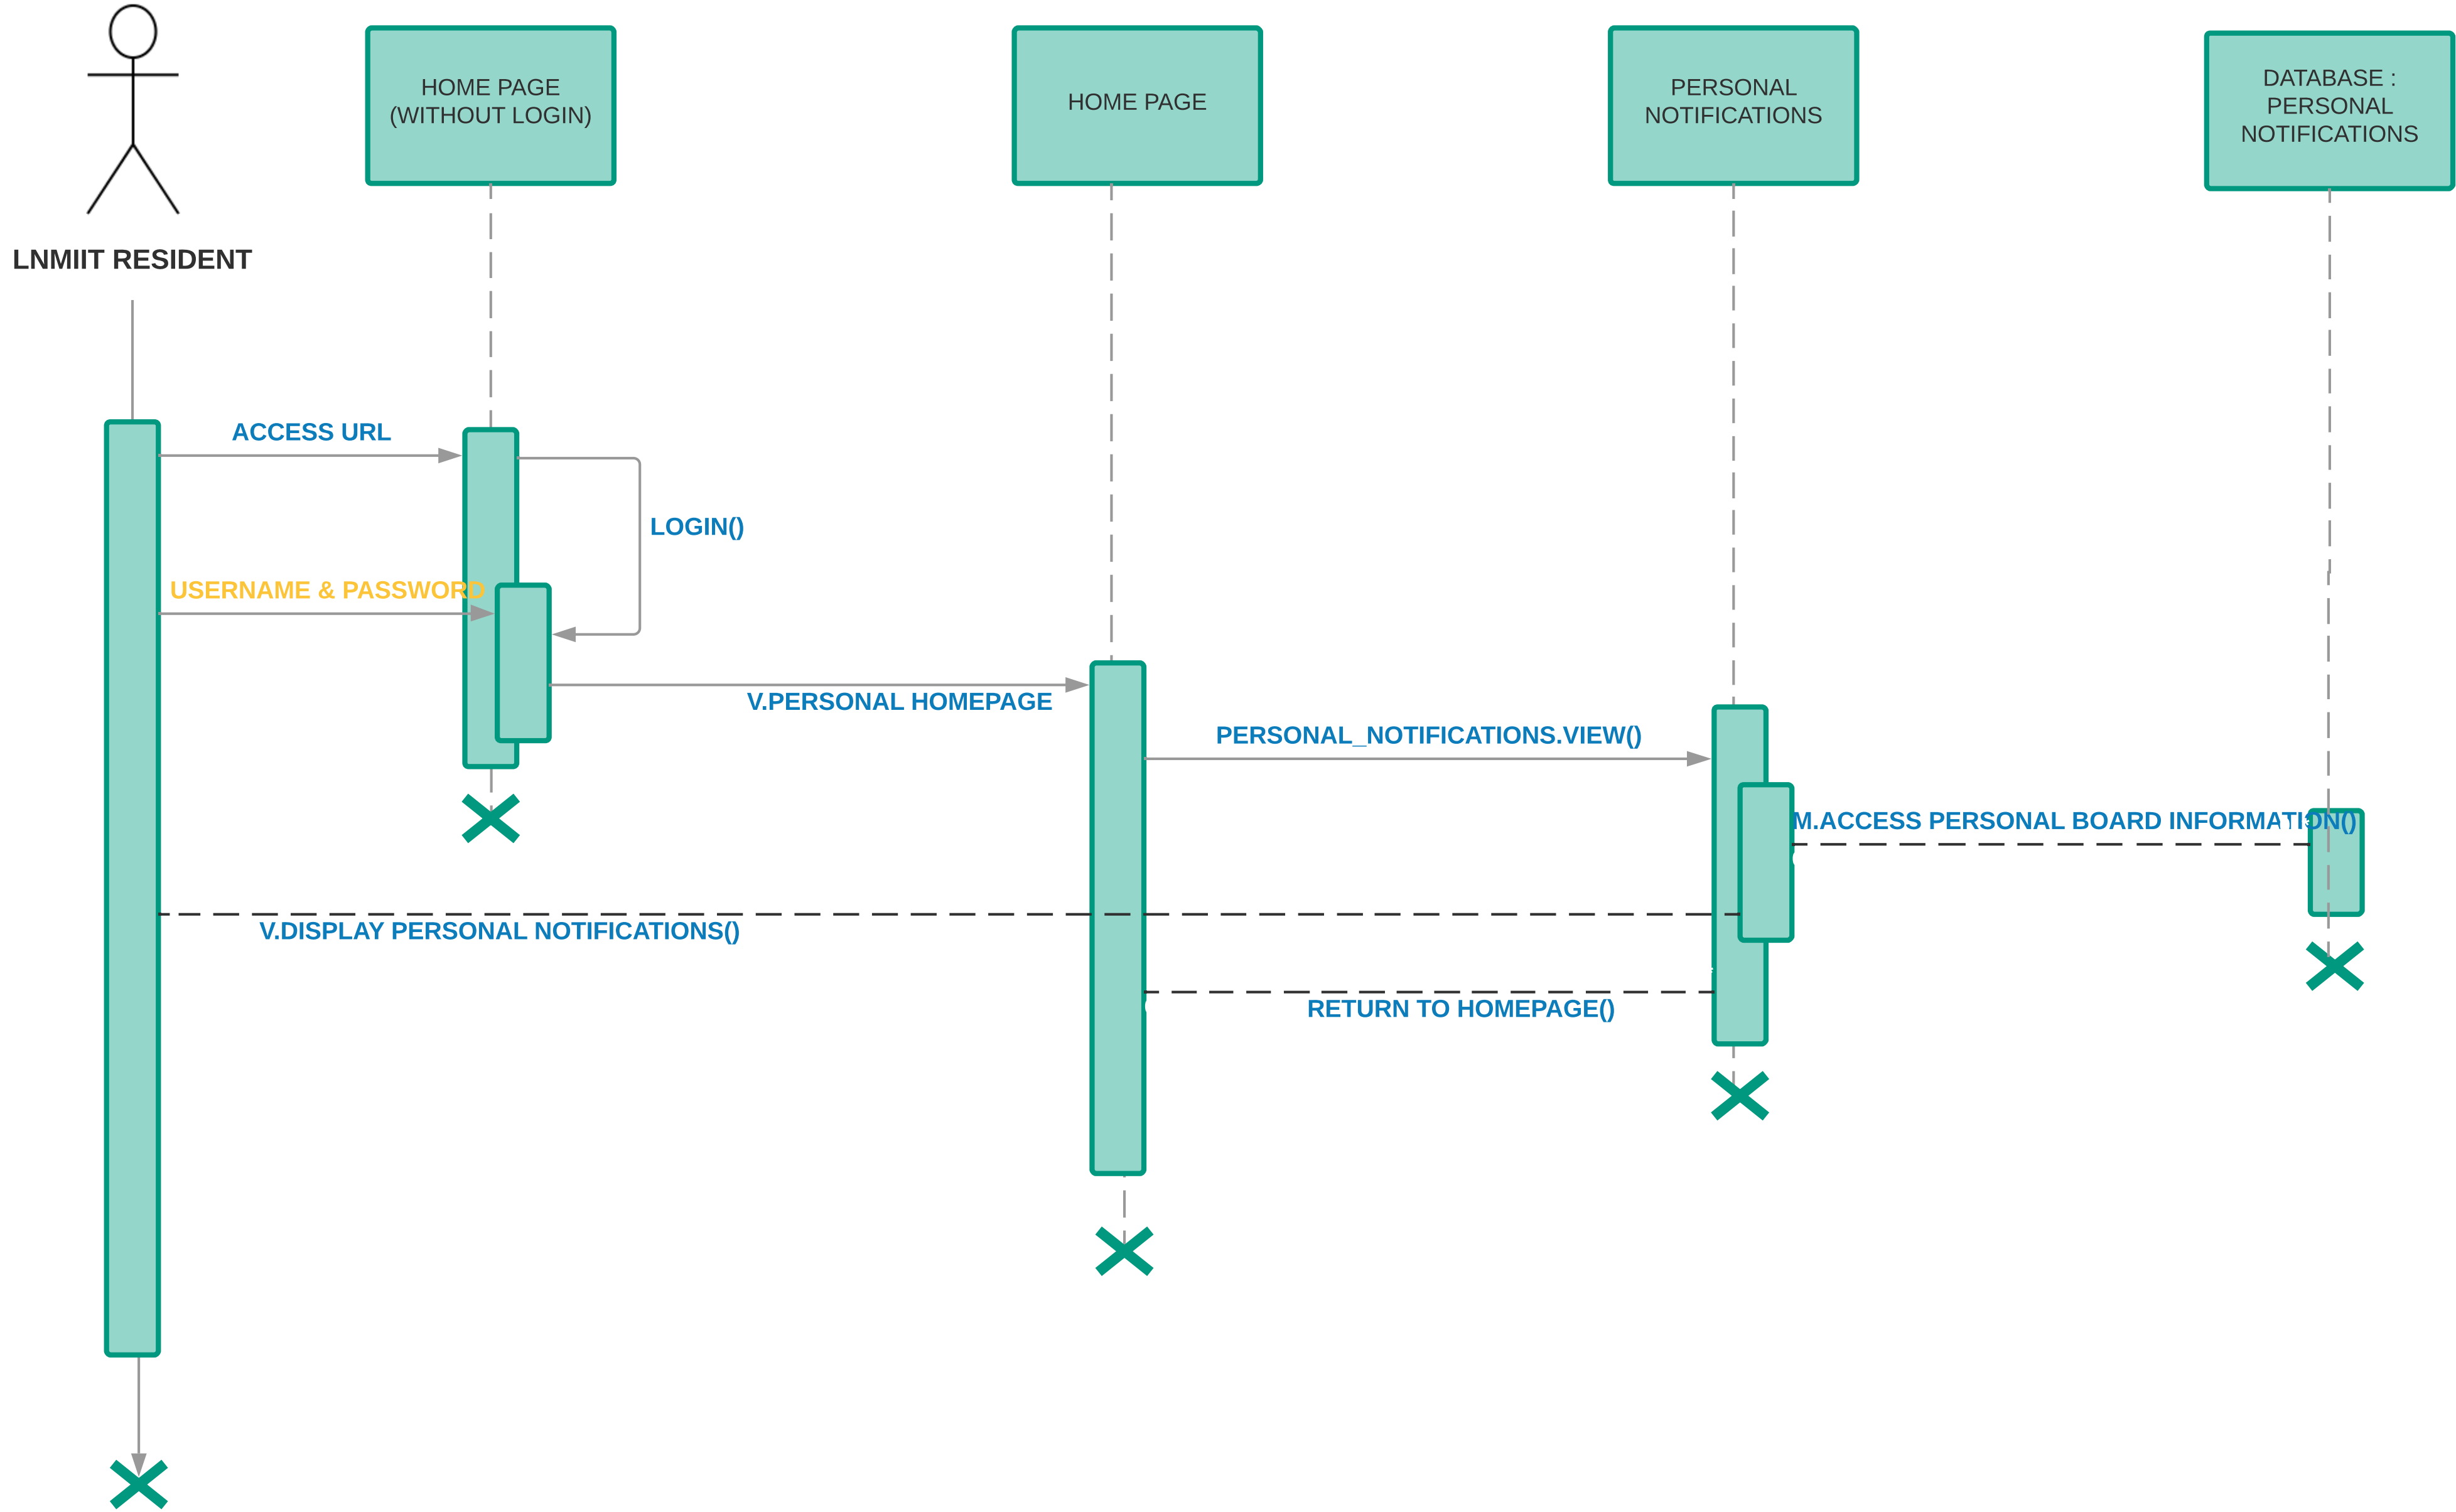 HOME PAGE
(WITHOUT LOGIN)
HOME PAGE
PERSONAL
NOTIFICATIONS
DATABASE :
PERSONAL
NOTIFICATIONS
LNMIIT RESIDENT
ACCESS URL
LOGIN()
USERNAME & PASSWORD
V.PERSONAL HOMEPAGE
PERSONAL_NOTIFICATIONS.VIEW()
M.ACCESS PERSONAL BOARD INFORMATION()
V.DISPLAY PERSONAL NOTIFICATIONS()
RETURN TO HOMEPAGE()